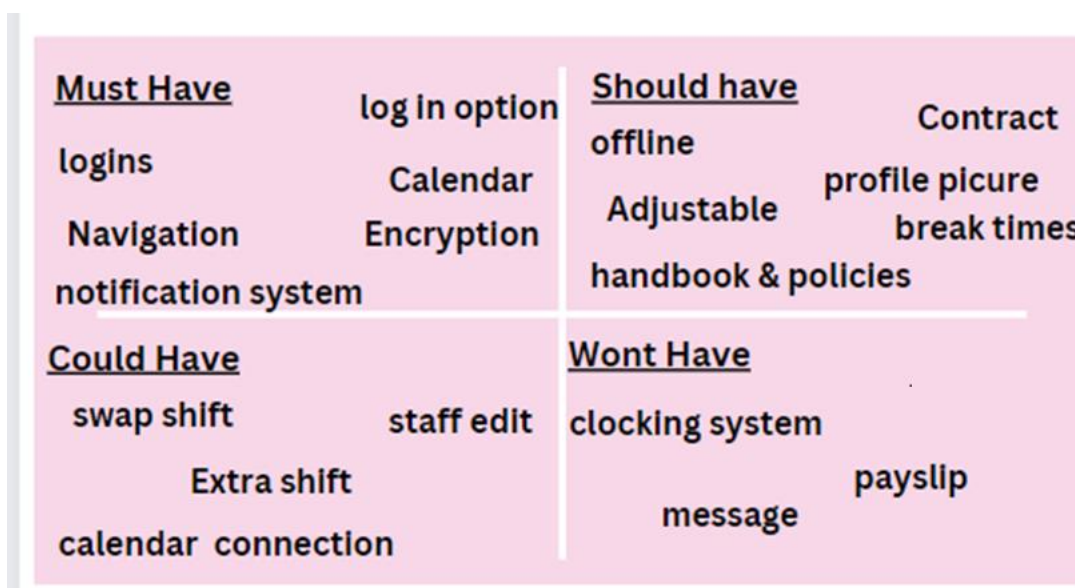 Must Have
log in option
logins
Calendar
Navigation
Encryption
notification system
Should have
Contract
offline
profile picure
Adjustable
break times
handbook & policies
Could Have
swap shift
staff edit
Extra shift
calendar connection
Wont Have
clocking system
payslip
message